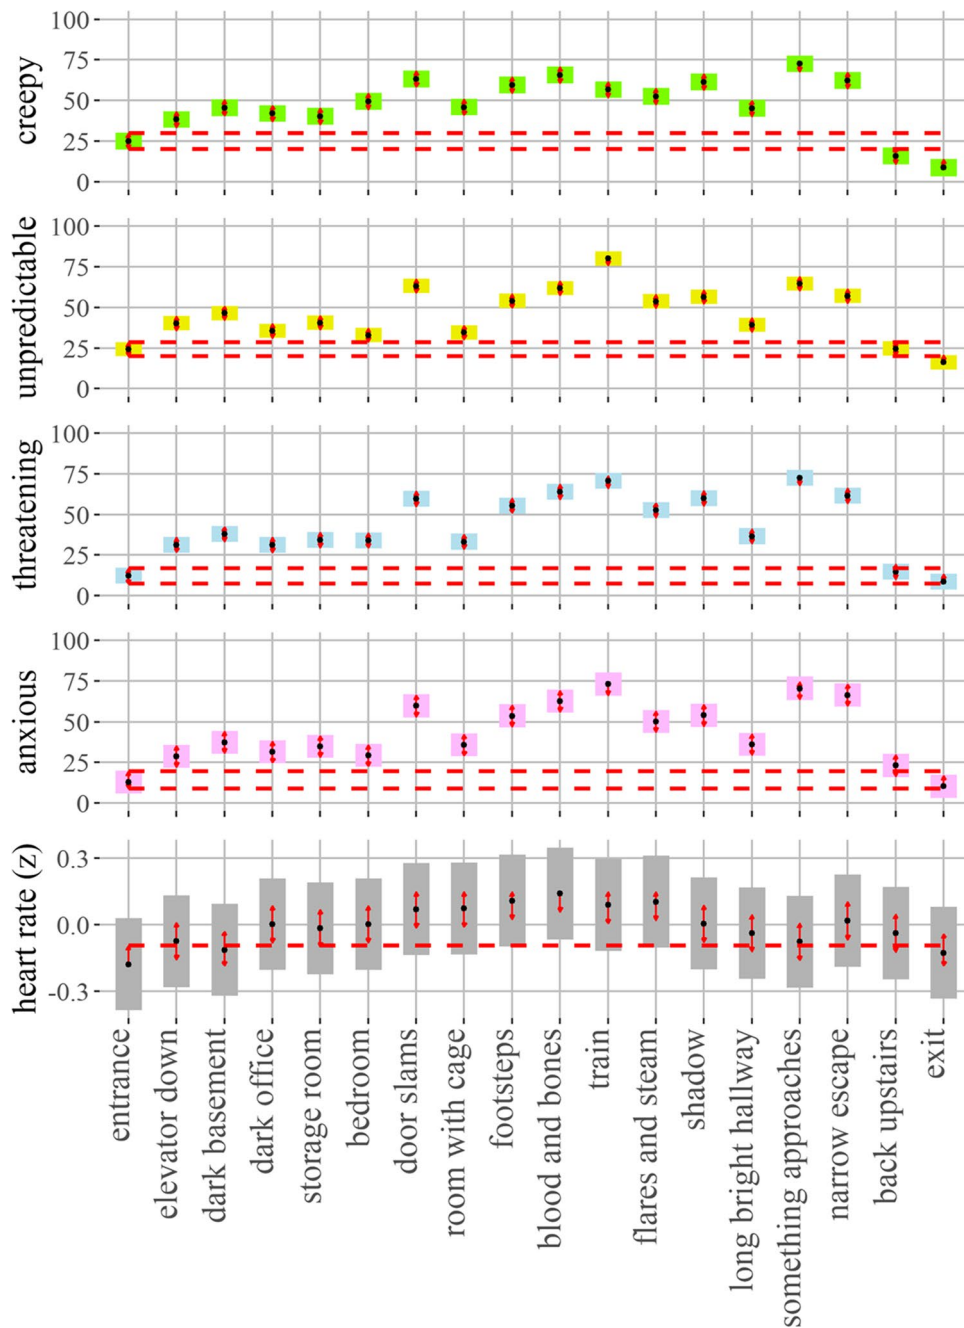 creepy
100
75
50
25
0
unpredictable
100
75
50
25
0
threatening
100
75
50
25
0
anxious
100
75
50
25
0
heart rate (z)
0.3
0.0
-0.3
entrance
elevator down
dark basement
dark office
storage room
bedroom
door slams
room with cage
footsteps
blood and bones
train
flares and steam
shadow
long bright hallway
something approaches
narrow escape
back upstairs
exit